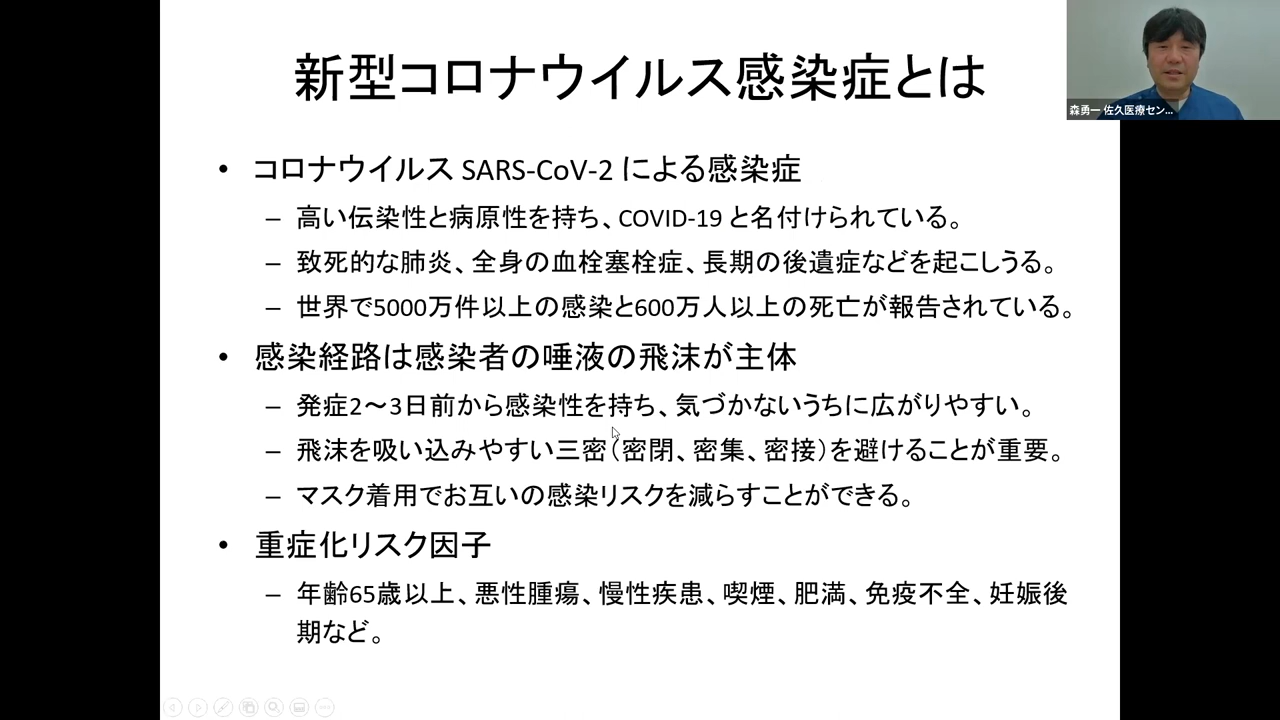 新型コロナウイルス感染症とは
森勇一 佐久医療セン...
• コロナウイルス SARS-CoV-2 による感染症
– 高い伝染性と病原性を持ち、COVID-19 と名付けられている。
– 致死的な肺炎、全身の血栓塞栓症、長期の後遺症などを起こしうる。
– 世界で5000万件以上の感染と600万人以上の死亡が報告されている。
• 感染経路は感染者の唾液の飛沫が主体
– 発症2～3日前から感染性を持ち、気づかないうちに広がりやすい。
– 飛沫を吸い込みやすい三密（密閉、密集、密接）を避けることが重要。
– マスク着用でお互いの感染リスクを減らすことができる。
• 重症化リスク因子
– 年齢65歳以上、悪性腫瘍、慢性疾患、喫煙、肥満、免疫不全、妊娠後
期など。